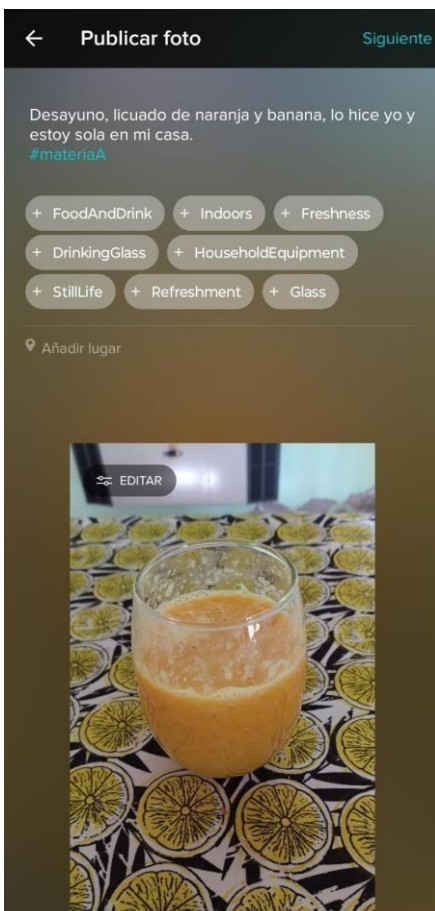 Publicar foto
Siguiente
Desayuno, licuado de naranja y banana, lo hice yo y
estoy sola en mi casa.
#materiaA
+ FoodAndDrink + Indoors + Freshness
+ DrinkingGlass + HouseholdEquipment
+ StillLife + Refreshment + Glass
Añadir lugar
EDITAR